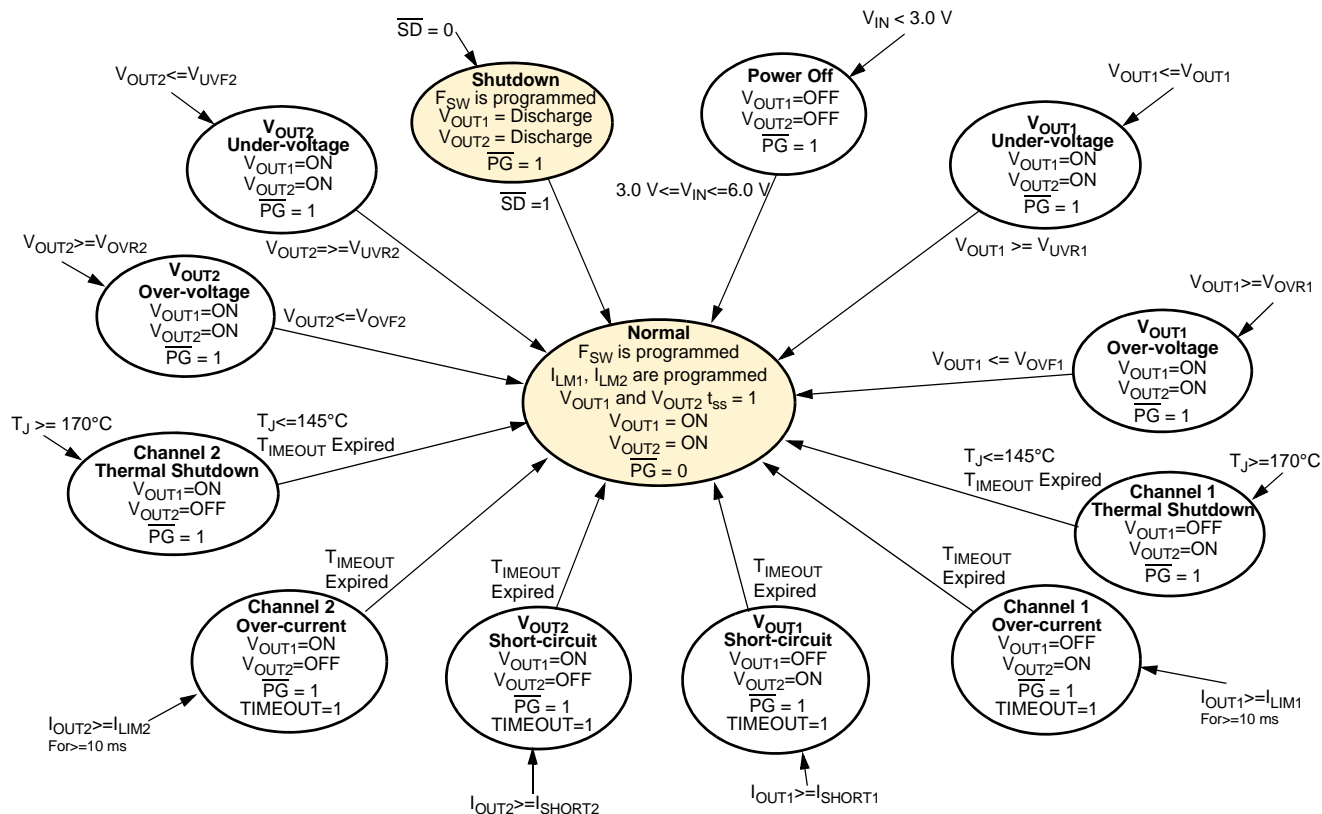 SD = 0
V_IN < 3.0 V
V_OUT2<=V_UVF2
V_OUT1<=V_OUT1
Shutdown
F_SW is programmed
V_OUT1 = Discharge
V_OUT2 = Discharge
PG = 1
Power Off
V_OUT1=OFF
V_OUT2=OFF
PG = 1
V_OUT2
Under-voltage
V_OUT1=ON
V_OUT2=ON
PG = 1
V_OUT1
Under-voltage
V_OUT1=ON
V_OUT2=ON
PG = 1
SD =1
3.0 V<=V_IN<=6.0 V
V_OUT2=>=V_UVR2
V_OUT1 >= V_UVR1
V_OUT2>=V_OVR2
V_OUT2
Over-voltage
V_OUT1=ON
V_OUT2=ON
PG = 1
V_OUT2<=V_OVF2
V_OUT1>=V_OVR1
V_OUT1
Over-voltage
V_OUT1=ON
V_OUT2=ON
PG = 1
V_OUT1 <= V_OVF1
Normal
F_SW is programmed
I_LM1, I_LM2 are programmed
V_OUT1 and V_OUT2 t_ss = 1
V_OUT1 = ON
V_OUT2 = ON
PG = 0
T_J >= 170°C
Channel 2
Thermal Shutdown
V_OUT1=ON
V_OUT2=OFF
PG = 1
T_J<=145°C
T_IMEOUT Expired
T_J<=145°C
T_IMEOUT Expired
T_J>=170°C
Channel 1
Thermal Shutdown
V_OUT1=OFF
V_OUT2=ON
PG = 1
T_IMEOUT
Expired
Channel 2
Over-current
V_OUT1=ON
V_OUT2=OFF
PG = 1
TIMEOUT=1
I_OUT2>=I_LIM2
For>=10 ms
T_IMEOUT
Expired
V_OUT2
Short-circuit
V_OUT1=ON
V_OUT2=OFF
PG = 1
TIMEOUT=1
I_OUT2>=I_SHORT2
T_IMEOUT
Expired
V_OUT1
Short-circuit
V_OUT1=OFF
V_OUT2=ON
PG = 1
TIMEOUT=1
I_OUT1>=I_SHORT1
T_IMEOUT
Expired
Channel 1
Over-current
V_OUT1=OFF
V_OUT2=ON
PG = 1
TIMEOUT=1
I_OUT1>=I_LIM1
For>=10 ms